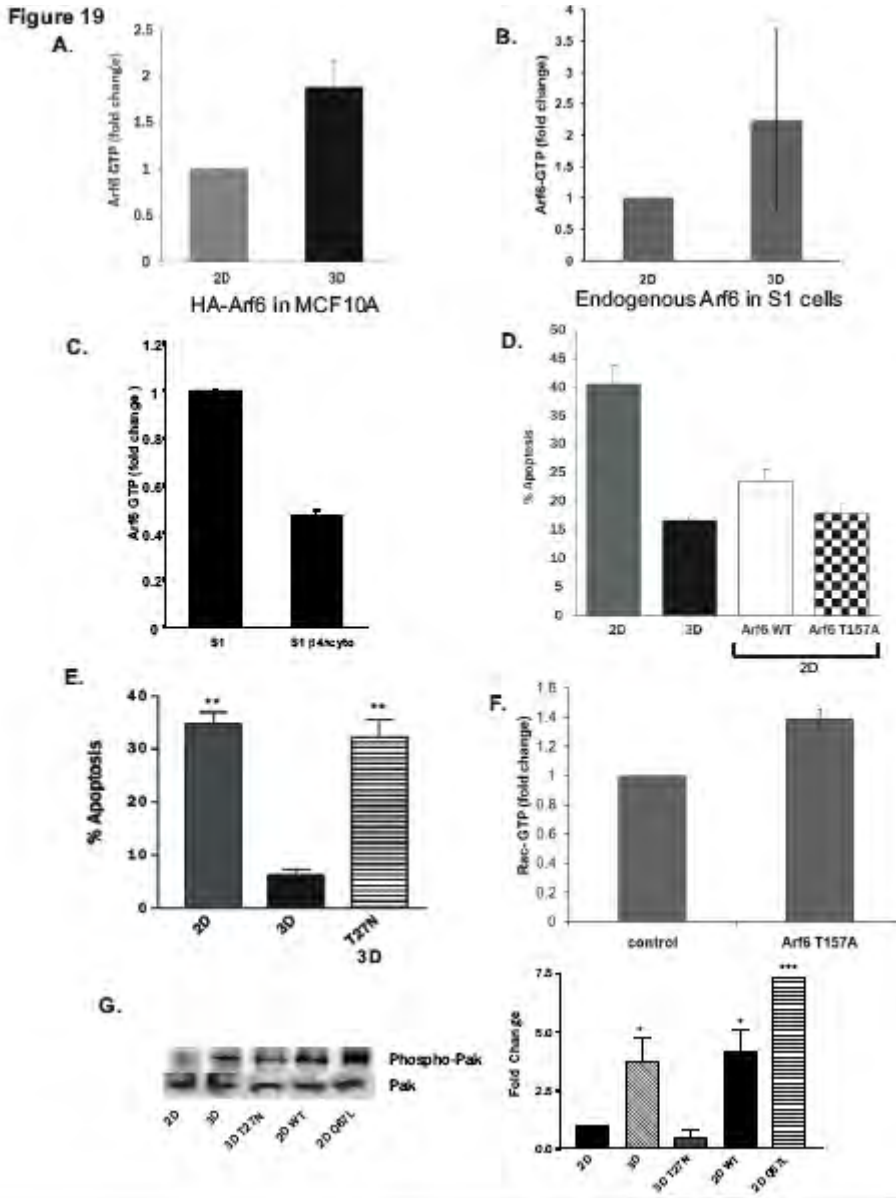 Figure 19
A.
Arf6 GTP (fold change)
2.5
2
1.5
1
0.5
0
2D
3D
HA-Arf6 in MCF10A
B.
Arf6-GTP (fold change)
4
3.5
3
2.5
2
1.5
1
0.5
0
2D
3D
Endogenous Arf6 in S1 cells
C.
Arf6 GTP (fold change )
1.2
1
0.8
0.6
0.4
0.2
0
S1
S1 β4Δcyto
D.
% Apoptosis
50
45
40
35
30
25
20
15
10
5
0
2D
3D
Arf6 WT
Arf6 T157A
2D
E.
% Apoptosis
40
30
20
10
0
**
**
2D
3D
T27N
3D
F.
Rac- GTP (fold change)
1.6
1.4
1.2
1
0.8
0.6
0.4
0.2
0
control
Arf6 T157A
G.
Phospho-Pak
Pak
2D
3D
3D T27N
2D WT
2D Q67L
Fold Change
7.5
5.0
2.5
0.0
*
*
***
2D
3D
3D T27N
2D WT
2D Q67L